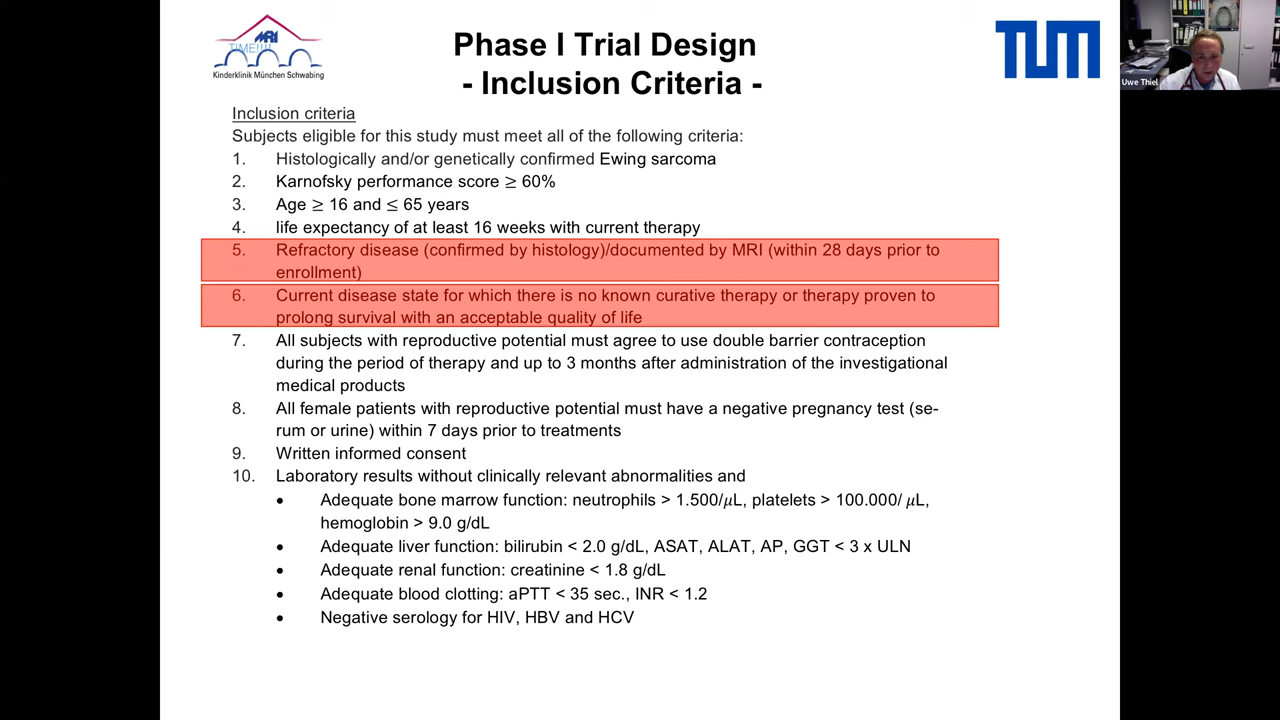 MRI
TIME!!!!
Kinderklinik München Schwabing
Phase I Trial Design
- Inclusion Criteria -
TUM
Uwe Thiel
Inclusion criteria
Subjects eligible for this study must meet all of the following criteria:
1. Histologically and/or genetically confirmed Ewing sarcoma
2. Karnofsky performance score ≥ 60%
3. Age ≥ 16 and ≤ 65 years
4. life expectancy of at least 16 weeks with current therapy
5. Refractory disease (confirmed by histology)/documented by MRI (within 28 days prior to
enrollment)
6. Current disease state for which there is no known curative therapy or therapy proven to
prolong survival with an acceptable quality of life
7. All subjects with reproductive potential must agree to use double barrier contraception
during the period of therapy and up to 3 months after administration of the investigational
medical products
8. All female patients with reproductive potential must have a negative pregnancy test (se-
rum or urine) within 7 days prior to treatments
9. Written informed consent
10. Laboratory results without clinically relevant abnormalities and
• Adequate bone marrow function: neutrophils > 1.500/μL, platelets > 100.000/ μL,
hemoglobin > 9.0 g/dL
• Adequate liver function: bilirubin < 2.0 g/dL, ASAT, ALAT, AP, GGT < 3 x ULN
• Adequate renal function: creatinine < 1.8 g/dL
• Adequate blood clotting: aPTT < 35 sec., INR < 1.2
• Negative serology for HIV, HBV and HCV